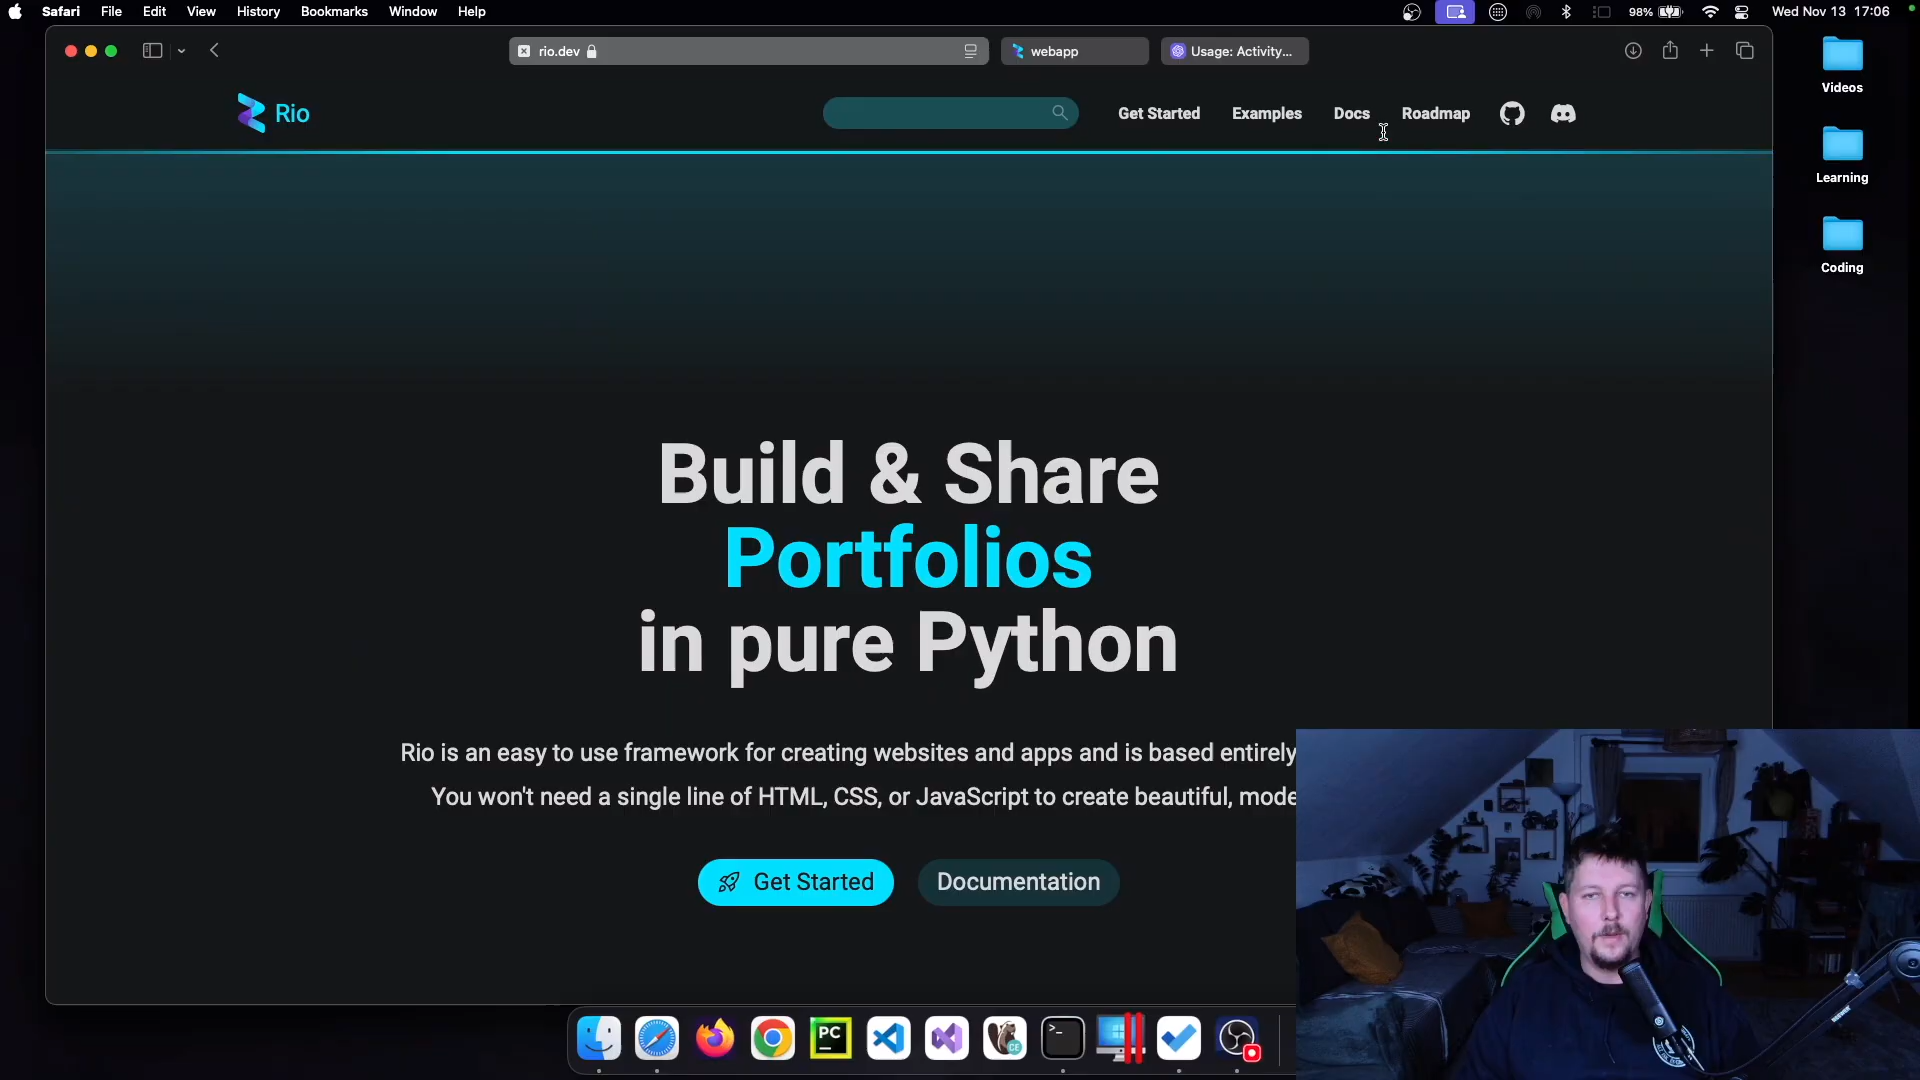 Safari File Edit View History Bookmarks Window Help 98% Wed Nov 13 17:06
rio.dev webapp Usage: Activity...
Videos
Rio Get Started Examples Docs Roadmap
Learning
Coding
Build & Share
Portfolios
in pure Python
Rio is an easy to use framework for creating websites and apps and is based entirely
You won't need a single line of HTML, CSS, or JavaScript to create beautiful,
Get Started Documentation
PC
CE